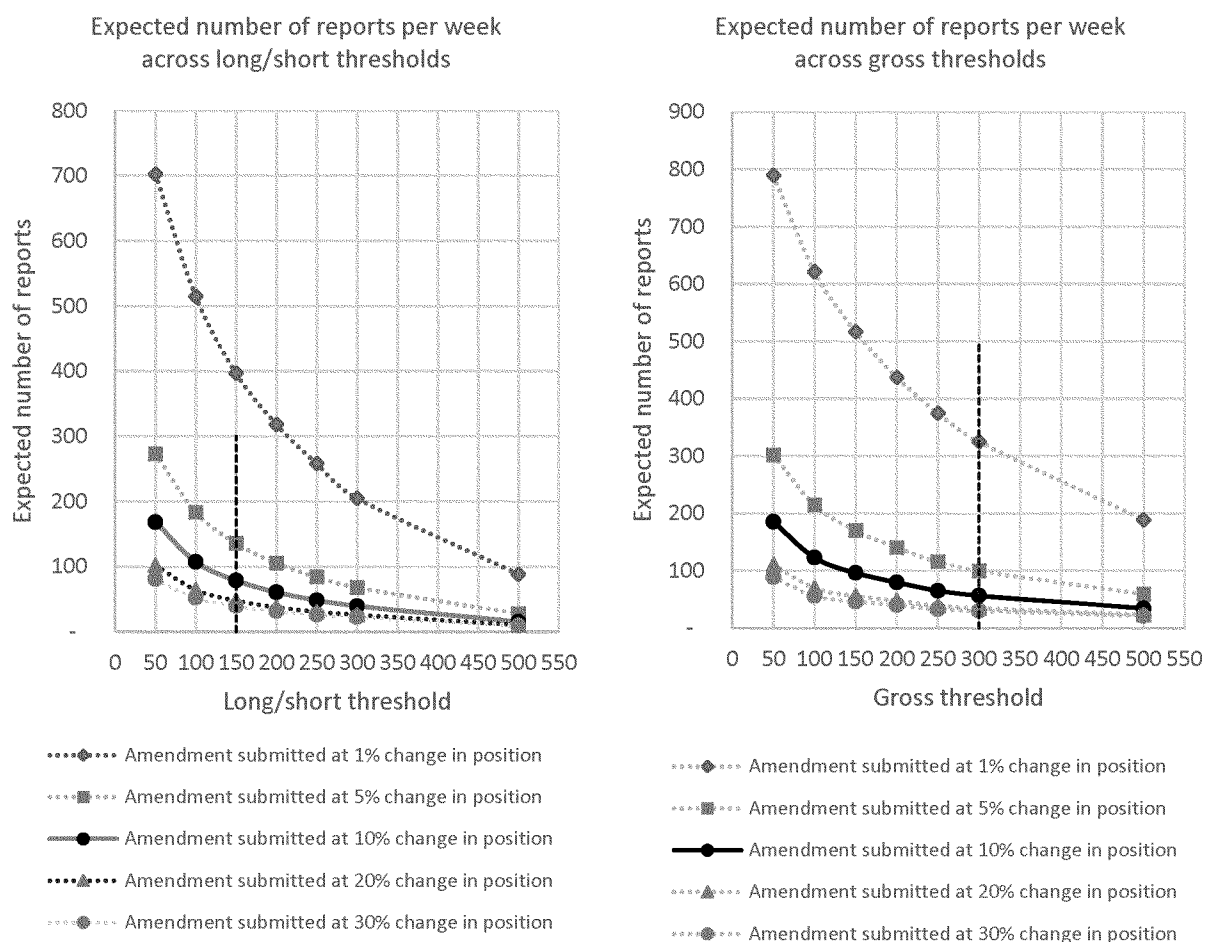 Expected number of reports per week
across long/short thresholds
800
700
600
500
400
300
200
100
-
Expected number of reports
0 50 100 150 200 250 300 350 400 450 500 550
Long/short threshold
Amendment submitted at 1% change in position
Amendment submitted at 5% change in position
Amendment submitted at 10% change in position
Amendment submitted at 20% change in position
Amendment submitted at 30% change in position
Expected number of reports per week
across gross thresholds
900
800
700
600
500
400
300
200
100
-
Expected number of reports
0 50 100 150 200 250 300 350 400 450 500 550
Gross threshold
Amendment submitted at 1% change in position
Amendment submitted at 5% change in position
Amendment submitted at 10% change in position
Amendment submitted at 20% change in position
Amendment submitted at 30% change in position